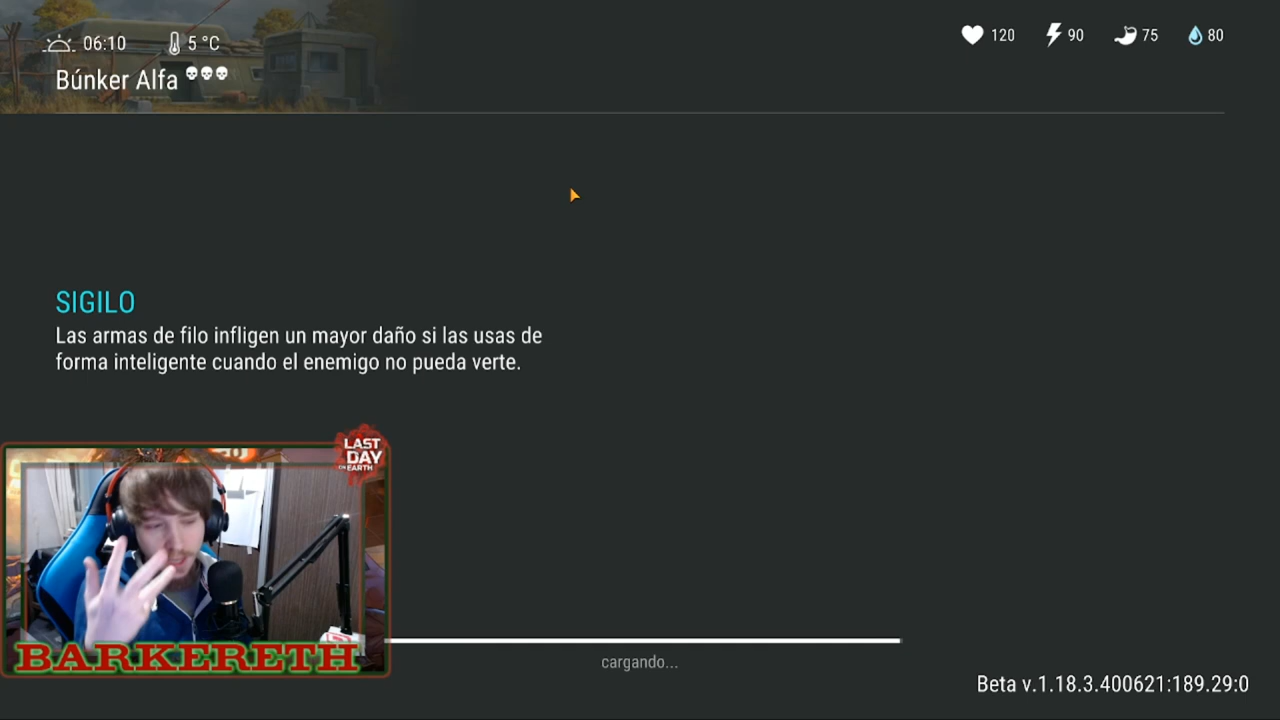 06:10
5 °C
Búnker Alfa
120
90
75
80
SIGILO
Las armas de filo infligen un mayor daño si las usas de
forma inteligente cuando el enemigo no pueda verte.
LAST
DAY
ON EARTH
BARKERETH
cargando...
Beta v.1.18.3.400621:189.29:0